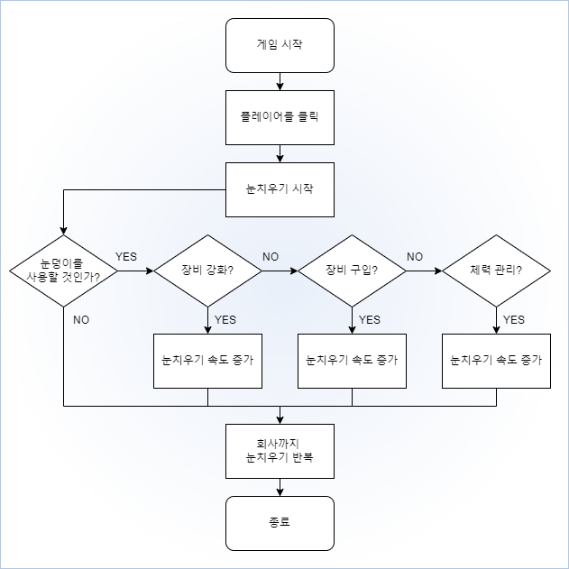 게임 시작
플레이어를 클릭
눈치우기 시작
눈덩이를
사용할 것인가?
YES
장비 강화?
NO
장비 구입?
NO
체력 관리?
NO
YES
YES
YES
눈치우기 속도 증가
눈치우기 속도 증가
눈치우기 속도 증가
회사까지
눈치우기 반복
종료